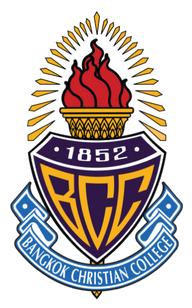 · 1852 ·
BCC
BANGKOK CHRISTIAN COLLEGE